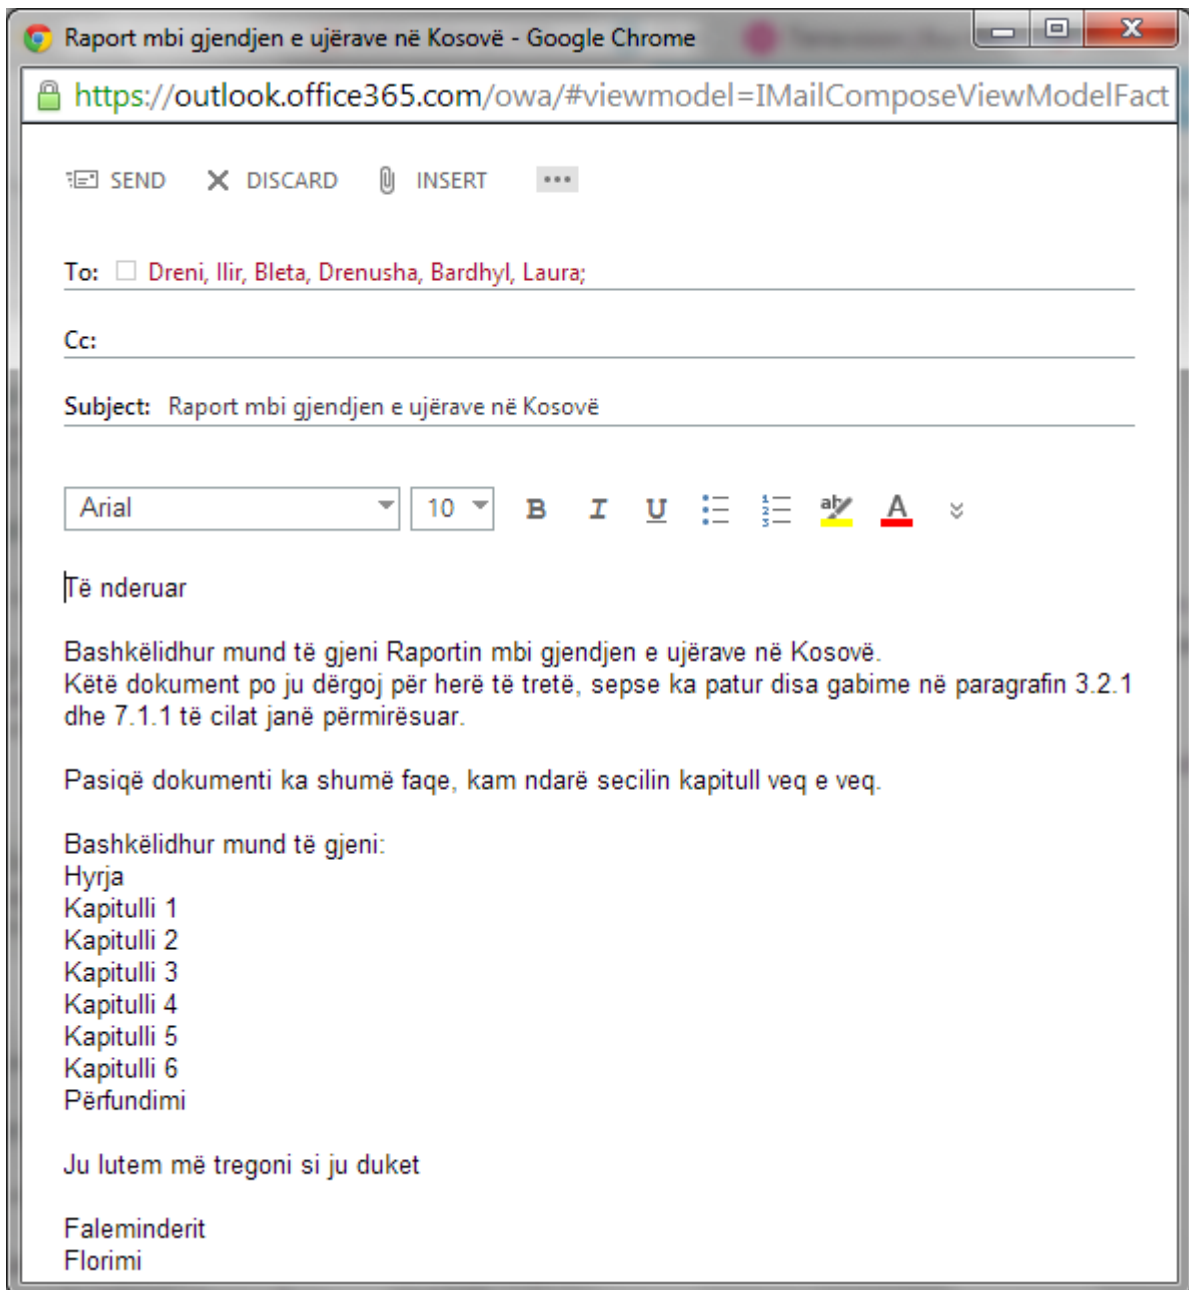 Raport mbi gjendjen e ujërave në Kosovë - Google Chrome
https://outlook.office365.com/owa/#viewmodel=IMailComposeViewModelFact
SEND DISCARD INSERT
To: Dreni, Ilir, Bleta, Drenusha, Bardhyl, Laura;
Cc:
Subject: Raport mbi gjendjen e ujërave në Kosovë
Arial 10 B I U ab A
Të nderuar
Bashkëlidhur mund të gjeni Raportin mbi gjendjen e ujërave në Kosovë.
Këtë dokument po ju dërgoj për herë të tretë, sepse ka patur disa gabime në paragrafin 3.2.1
dhe 7.1.1 të cilat janë përmirësuar.
Pasiqë dokumenti ka shumë faqe, kam ndarë secilin kapitull veq e veq.
Bashkëlidhur mund të gjeni:
Hyrja
Kapitulli 1
Kapitulli 2
Kapitulli 3
Kapitulli 4
Kapitulli 5
Kapitulli 6
Përfundimi
Ju lutem më tregoni si ju duket
Faleminderit
Florimi